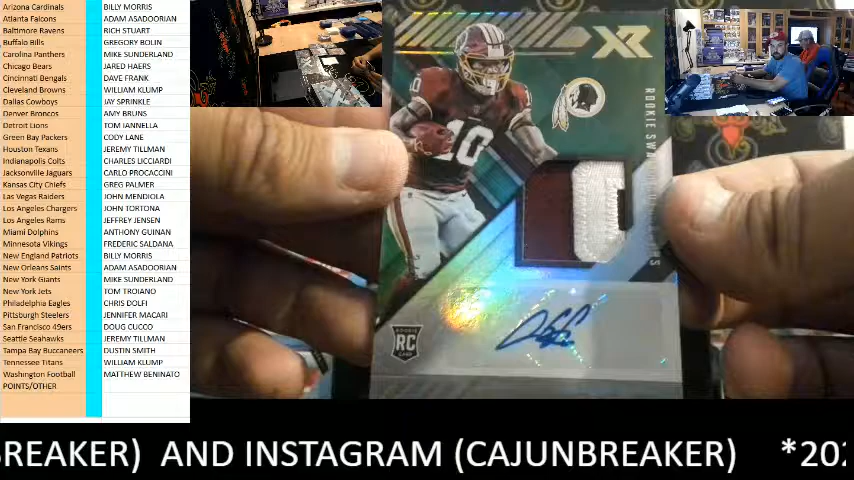 Arizona Cardinals BILLY MORRIS
Atlanta Falcons ADAM ASADOORIAN
Baltimore Ravens RICH STUART
Buffalo Bills GREGORY BOLIN
Carolina Panthers MIKE SUNDERLAND
Chicago Bears JARED HAERS
Cincinnati Bengals DAVE FRANK
Cleveland Browns WILLIAM KLUMP
Dallas Cowboys JAY SPRINKLE
Denver Broncos AMY BRUNS
Detroit Lions TOM IANNELLA
Green Bay Packers CODY LANE
Houston Texans JEREMY TILLMAN
Indianapolis Colts CHARLES LICCIARDI
Jacksonville Jaguars CARLO PROCACCINI
Kansas City Chiefs GREG PALMER
Las Vegas Raiders JOHN MENDIOLA
Los Angeles Chargers JOHN TORTONA
Los Angeles Rams JEFFREY JENSEN
Miami Dolphins ANTHONY GUINAN
Minnesota Vikings FREDERIC SALDANA
New England Patriots BILLY MORRIS
New Orleans Saints ADAM ASADOORIAN
New York Giants MIKE SUNDERLAND
New York Jets TOM TROIANO
Philadelphia Eagles CHRIS DOLFI
Pittsburgh Steelers JENNIFER MACARI
San Francisco 49ers DOUG CUCCO
Seattle Seahawks JEREMY TILLMAN
Tampa Bay Buccaneers DUSTIN SMITH
Tennessee Titans WILLIAM KLUMP
Washington Football MATTHEW BENINATO
POINTS/OTHER
XR
10
10
ROOKIE
RC
BREAKER) AND INSTAGRAM (CAJUNBREAKER) *202